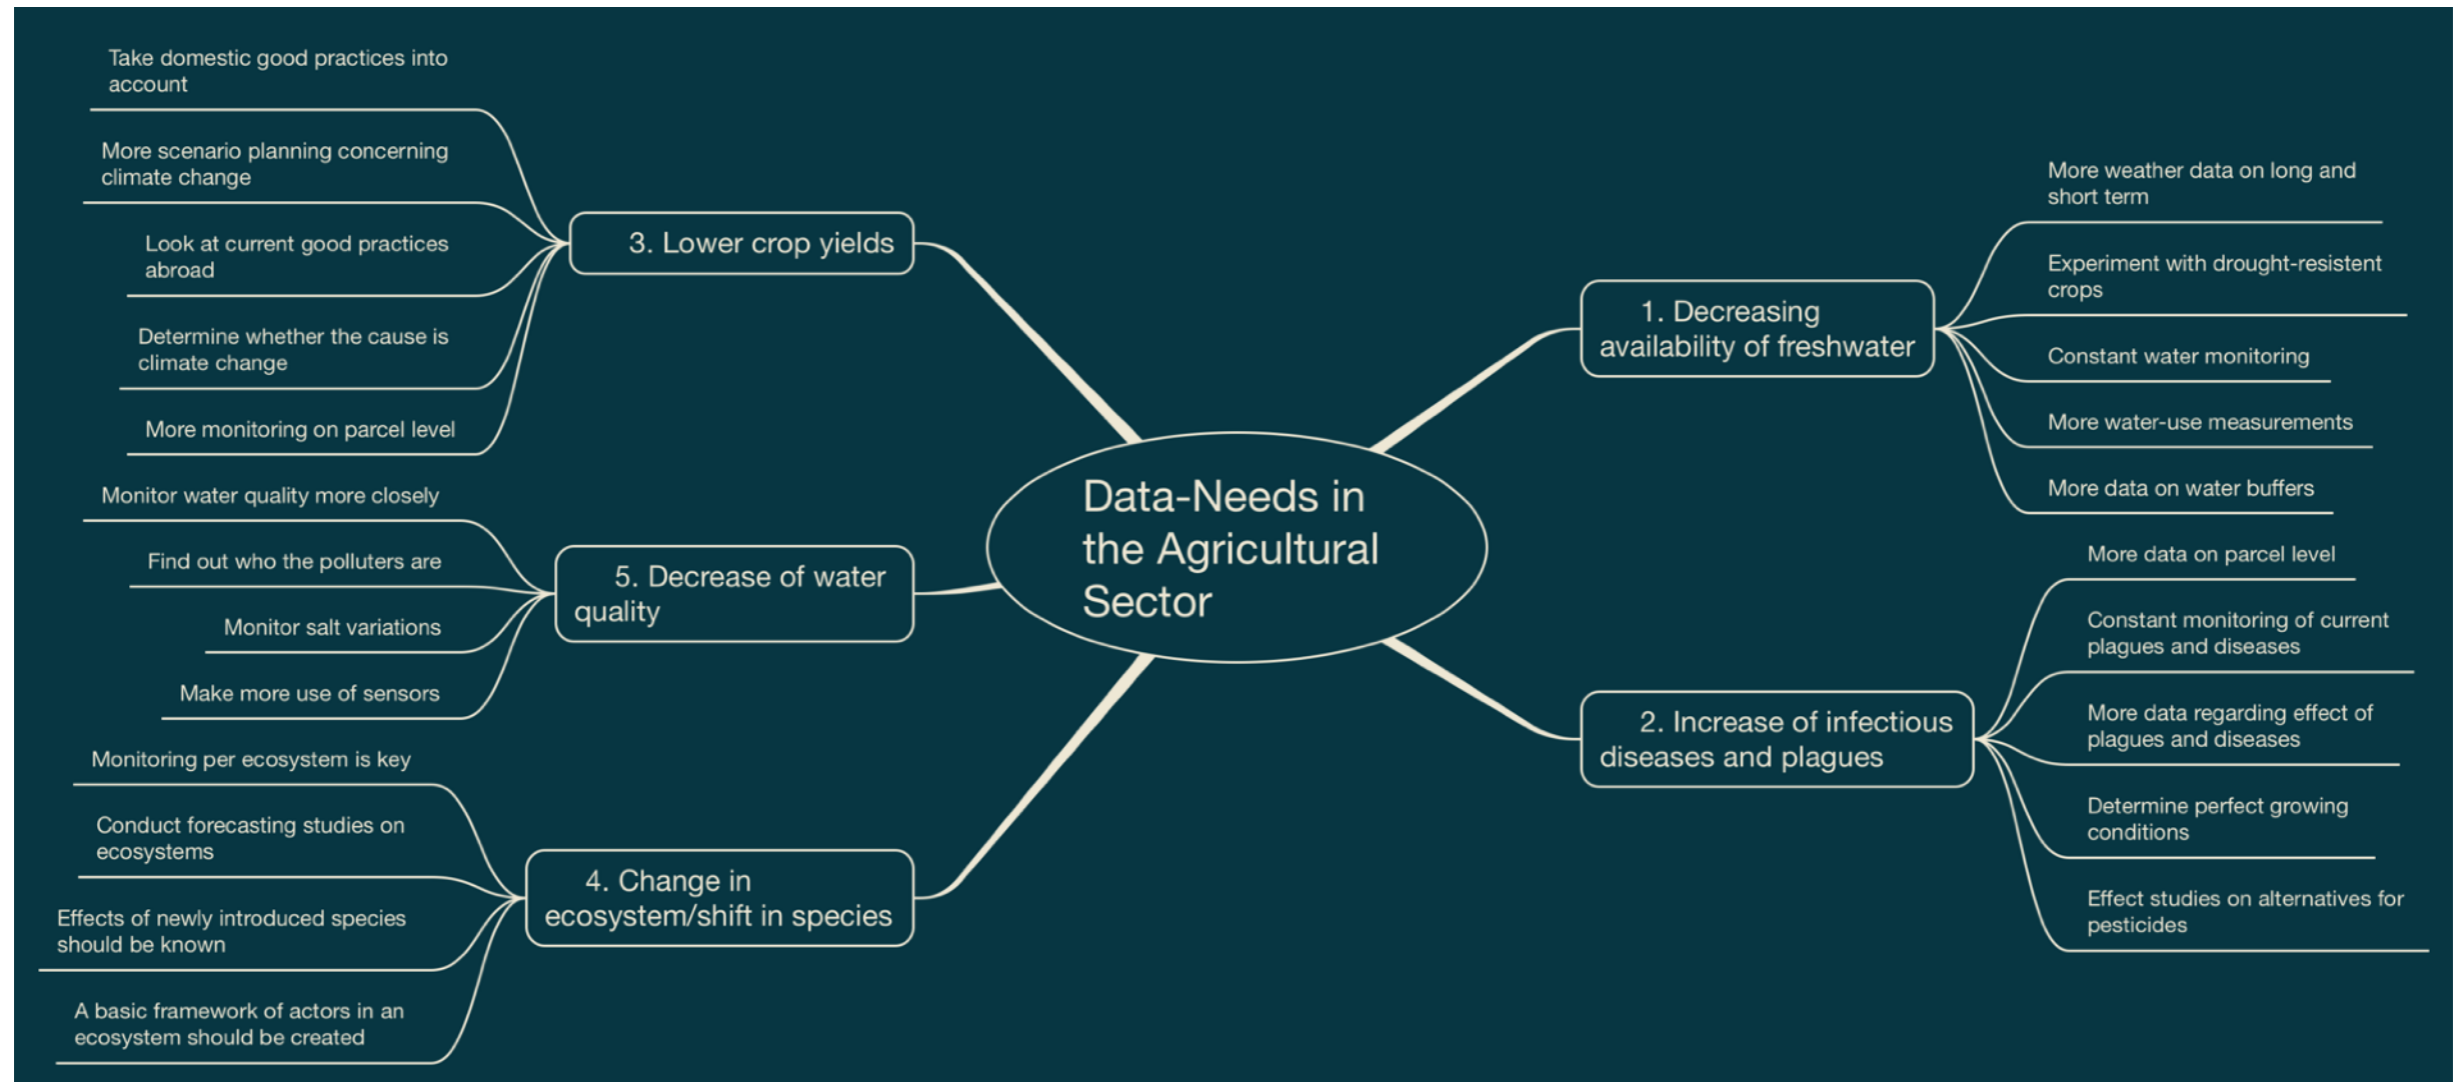 Data-Needs in
the Agricultural
Sector
1. Decreasing
availability of freshwater
More weather data on long and
short term
Experiment with drought-resistent
crops
Constant water monitoring
More water-use measurements
More data on water buffers
2. Increase of infectious
diseases and plagues
More data on parcel level
Constant monitoring of current
plagues and diseases
More data regarding effect of
plagues and diseases
Determine perfect growing
conditions
Effect studies on alternatives for
pesticides
3. Lower crop yields
Take domestic good practices into
account
More scenario planning concerning
climate change
Look at current good practices
abroad
Determine whether the cause is
climate change
More monitoring on parcel level
4. Change in
ecosystem/shift in species
Monitoring per ecosystem is key
Conduct forecasting studies on
ecosystems
Effects of newly introduced species
should be known
A basic framework of actors in an
ecosystem should be created
5. Decrease of water
quality
Monitor water quality more closely
Find out who the polluters are
Monitor salt variations
Make more use of sensors